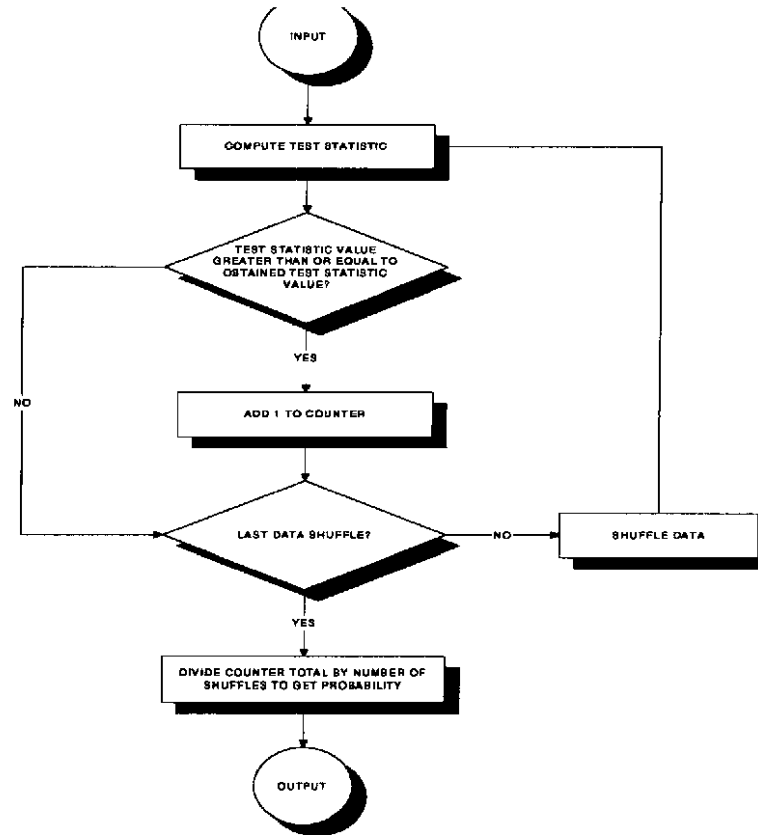 INPUT
COMPUTE TEST STATISTIC
TEST STATISTIC VALUE
GREATER THAN OR EQUAL TO
OBTAINED TEST STATISTIC
VALUE?
YES
NO
ADD 1 TO COUNTER
LAST DATA SHUFFLE?
NO
SHUFFLE DATA
YES
DIVIDE COUNTER TOTAL BY NUMBER OF
SHUFFLES TO GET PROBABILITY
OUTPUT